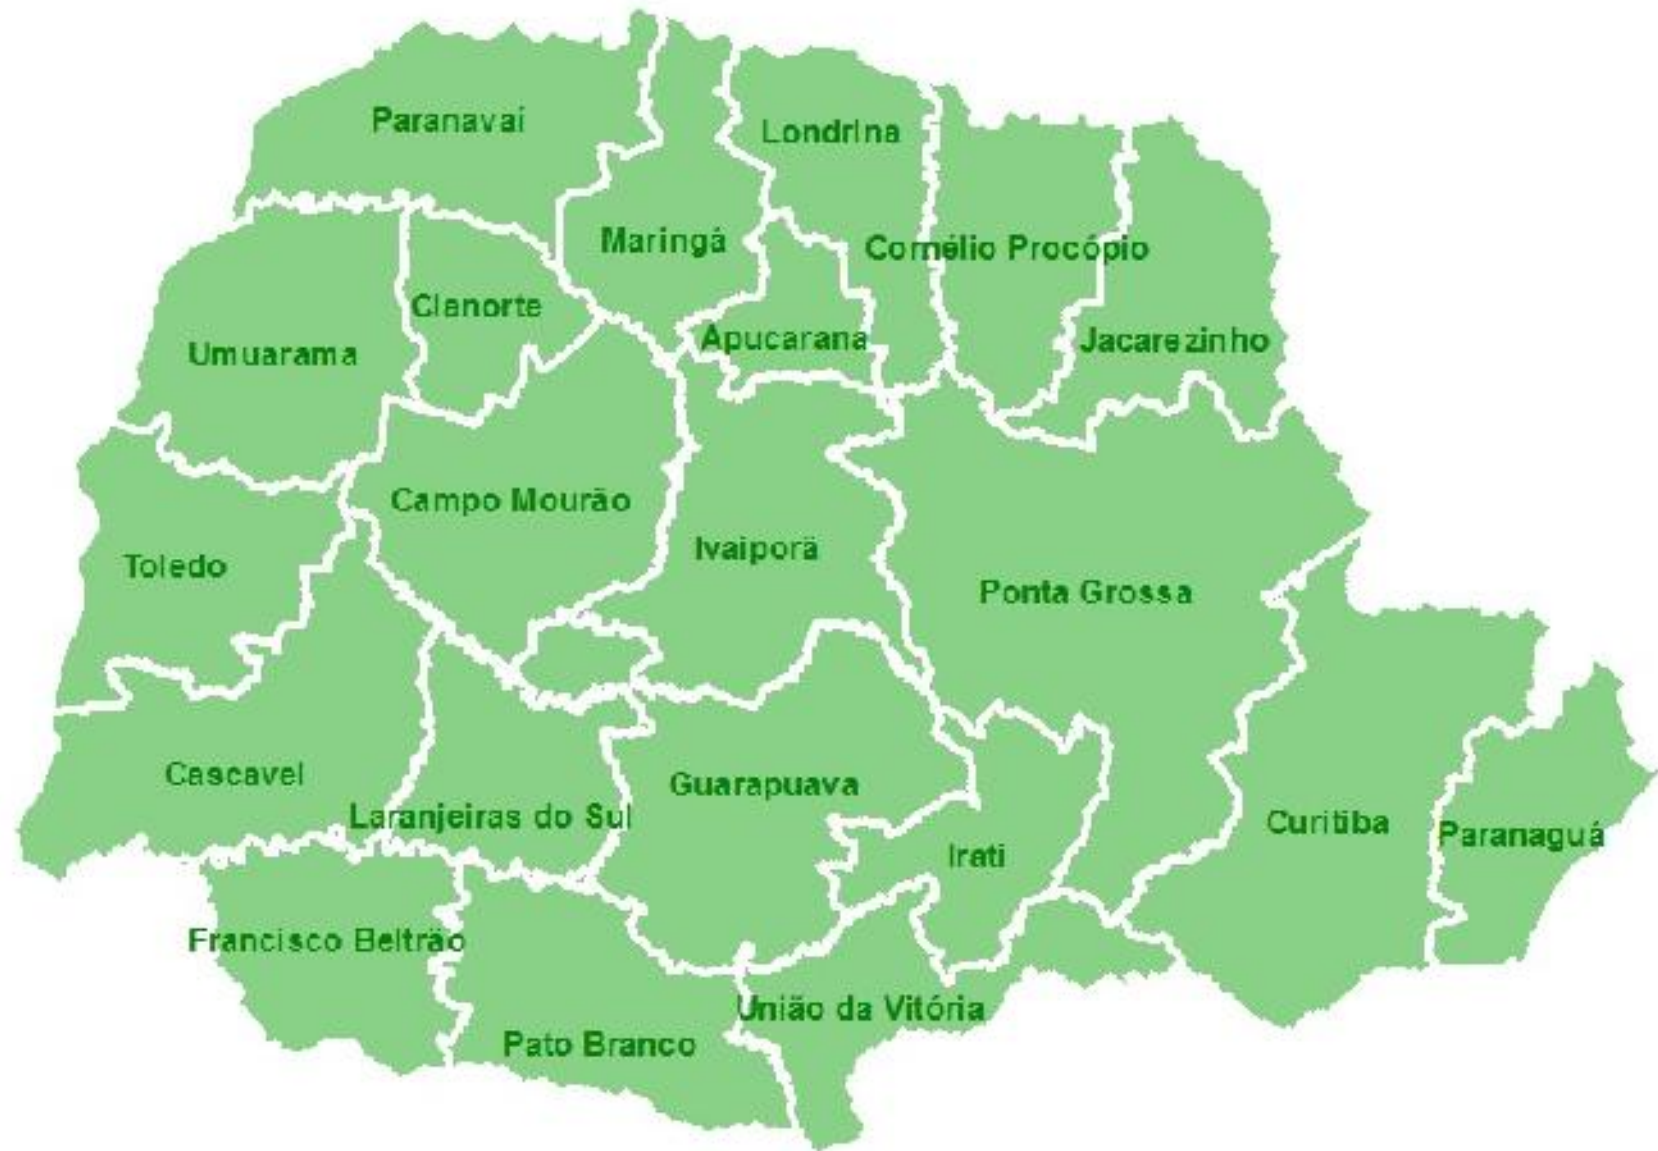 Paranavaí
Londrina
Maringá
Cornélio Procópio
Cianorte
Umuarama
Apucarana
Jacarezinho
Campo Mourão
Ivaiporã
Toledo
Ponta Grossa
Cascavel
Guarapuava
Laranjeiras do Sul
Curitiba
Paranaguá
Irati
Francisco Beltrão
União da Vitória
Pato Branco